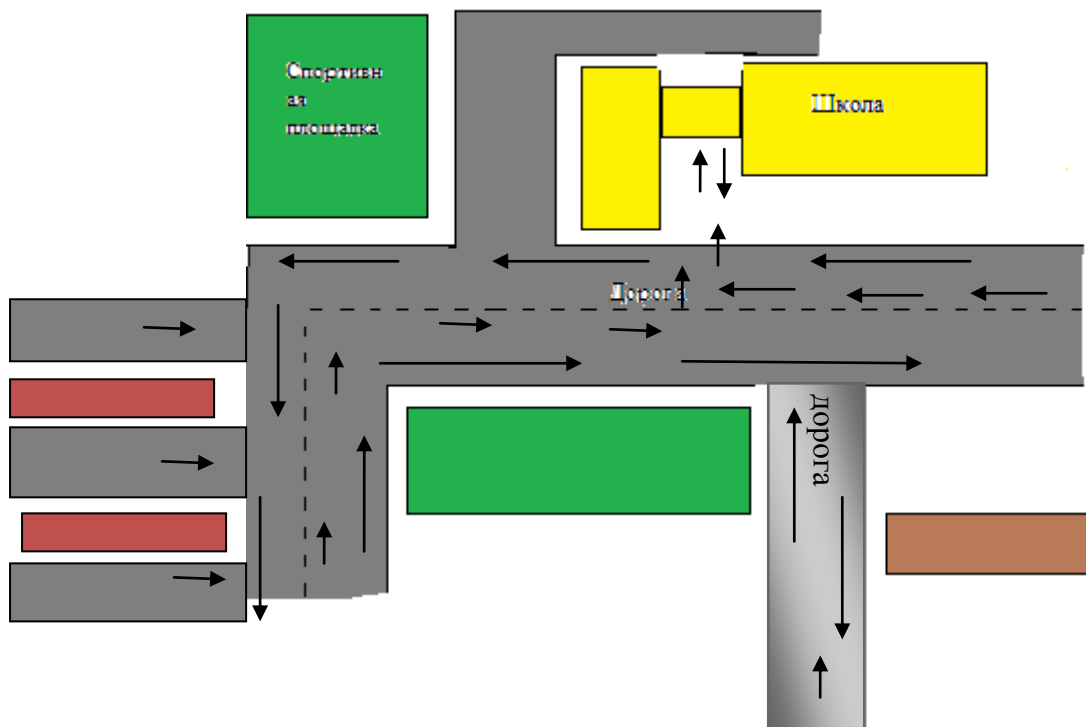 Спортивн
ая
площадка
Школа
Дорога
дорога